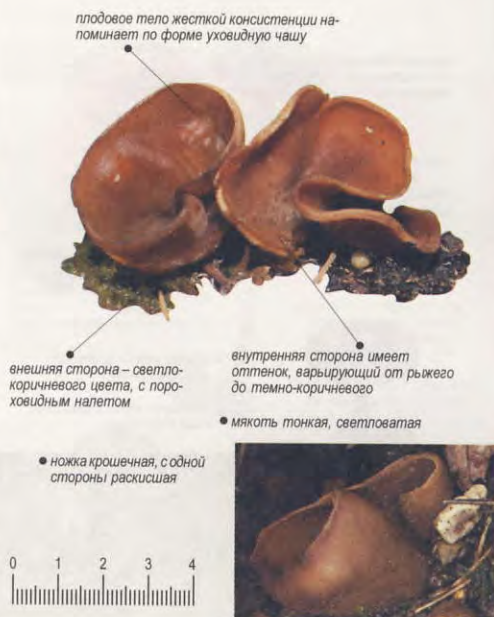 плодовое тело жесткой консистенции на-
поминает по форме уховидную чашу
внешняя сторона – светло-
коричневого цвета, с поро-
ховидным налетом
внутренняя сторона имеет
оттенок, варьирующий от рыжего
до темно-коричневого
• мякоть тонкая, светловатая
• ножка крошечная, с одной
стороны раскисшая
0 1 2 3 4